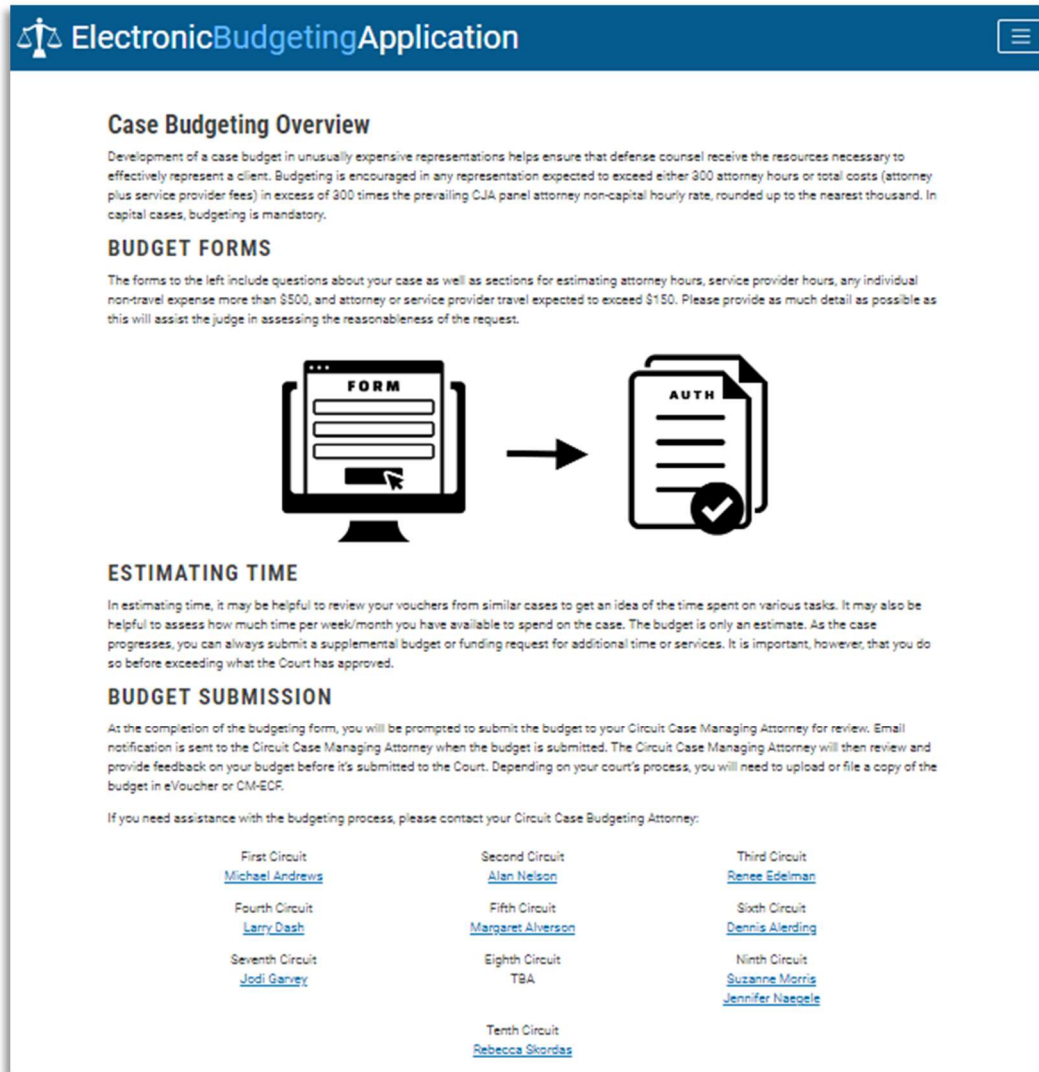 ElectronicBudgetingApplication
Case Budgeting Overview
Development of a case budget in unusually expensive representations helps ensure that defense counsel receive the resources necessary to
effectively represent a client. Budgeting is encouraged in any representation expected to exceed either 300 attorney hours or total costs (attorney
plus service provider fees) in excess of 300 times the prevailing CJA panel attorney non-capital hourly rate, rounded up to the nearest thousand. In
capital cases, budgeting is mandatory.
BUDGET FORMS
The forms to the left include questions about your case as well as sections for estimating attorney hours, service provider hours, any individual
non-travel expense more than $500, and attorney or service provider travel expected to exceed $150. Please provide as much detail as possible as
this will assist the judge in assessing the reasonableness of the request.
FORM
AUTH
ESTIMATING TIME
In estimating time, it may be helpful to review your vouchers from similar cases to get an idea of the time spent on various tasks. It may also be
helpful to assess how much time per week/month you have available to spend on the case. The budget is only an estimate. As the case
progresses, you can always submit a supplemental budget or funding request for additional time or services. It is important, however, that you do
so before exceeding what the Court has approved.
BUDGET SUBMISSION
At the completion of the budgeting form, you will be prompted to submit the budget to your Circuit Case Managing Attorney for review. Email
notification is sent to the Circuit Case Managing Attorney when the budget is submitted. The Circuit Case Managing Attorney will then review and
provide feedback on your budget before it's submitted to the Court. Depending on your court's process, you will need to upload or file a copy of the
budget in eVoucher or CM-ECF.
If you need assistance with the budgeting process, please contact your Circuit Case Budgeting Attorney:
First Circuit Second Circuit Third Circuit
Michael Andrews Alan Nelson Renee Edelman
Fourth Circuit Fifth Circuit Sixth Circuit
Larry Dash Margaret Alverson Dennis Alerding
Seventh Circuit Eighth Circuit Ninth Circuit
Jodi Garvey TBA Suzanne Morris
Jennifer Naegele
Tenth Circuit
Rebecca Skordas